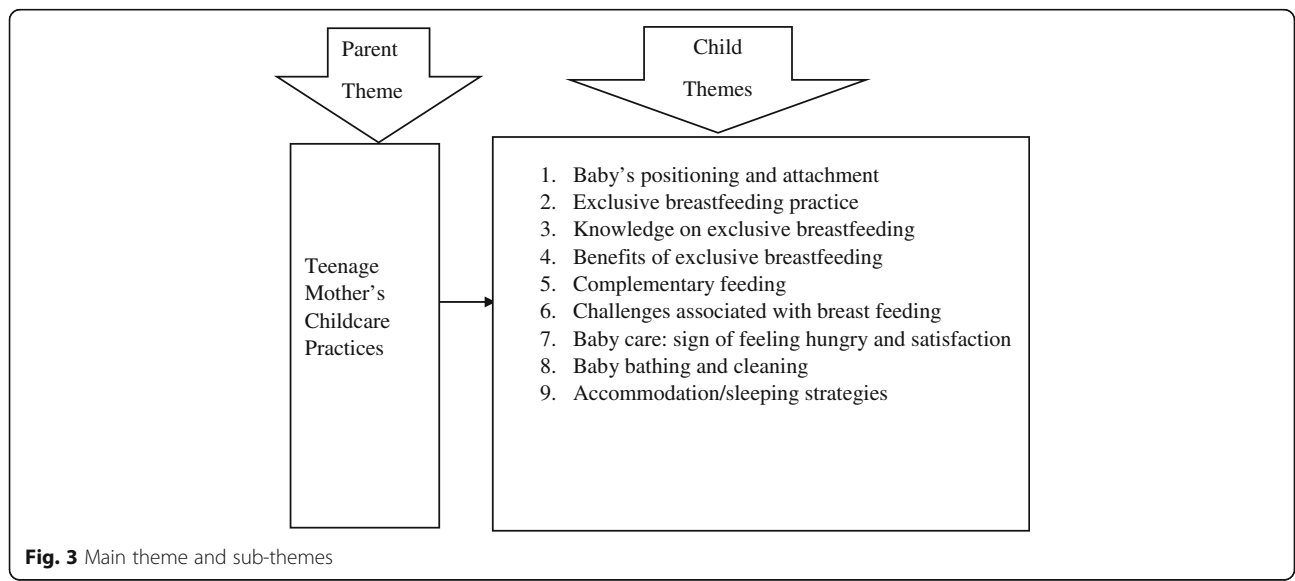 Parent
Theme
Child
Themes
Teenage
Mother's
Childcare
Practices
1. Baby's positioning and attachment
2. Exclusive breastfeeding practice
3. Knowledge on exclusive breastfeeding
4. Benefits of exclusive breastfeeding
5. Complementary feeding
6. Challenges associated with breast feeding
7. Baby care: sign of feeling hungry and satisfaction
8. Baby bathing and cleaning
9. Accommodation/sleeping strategies
Fig. 3 Main theme and sub-themes